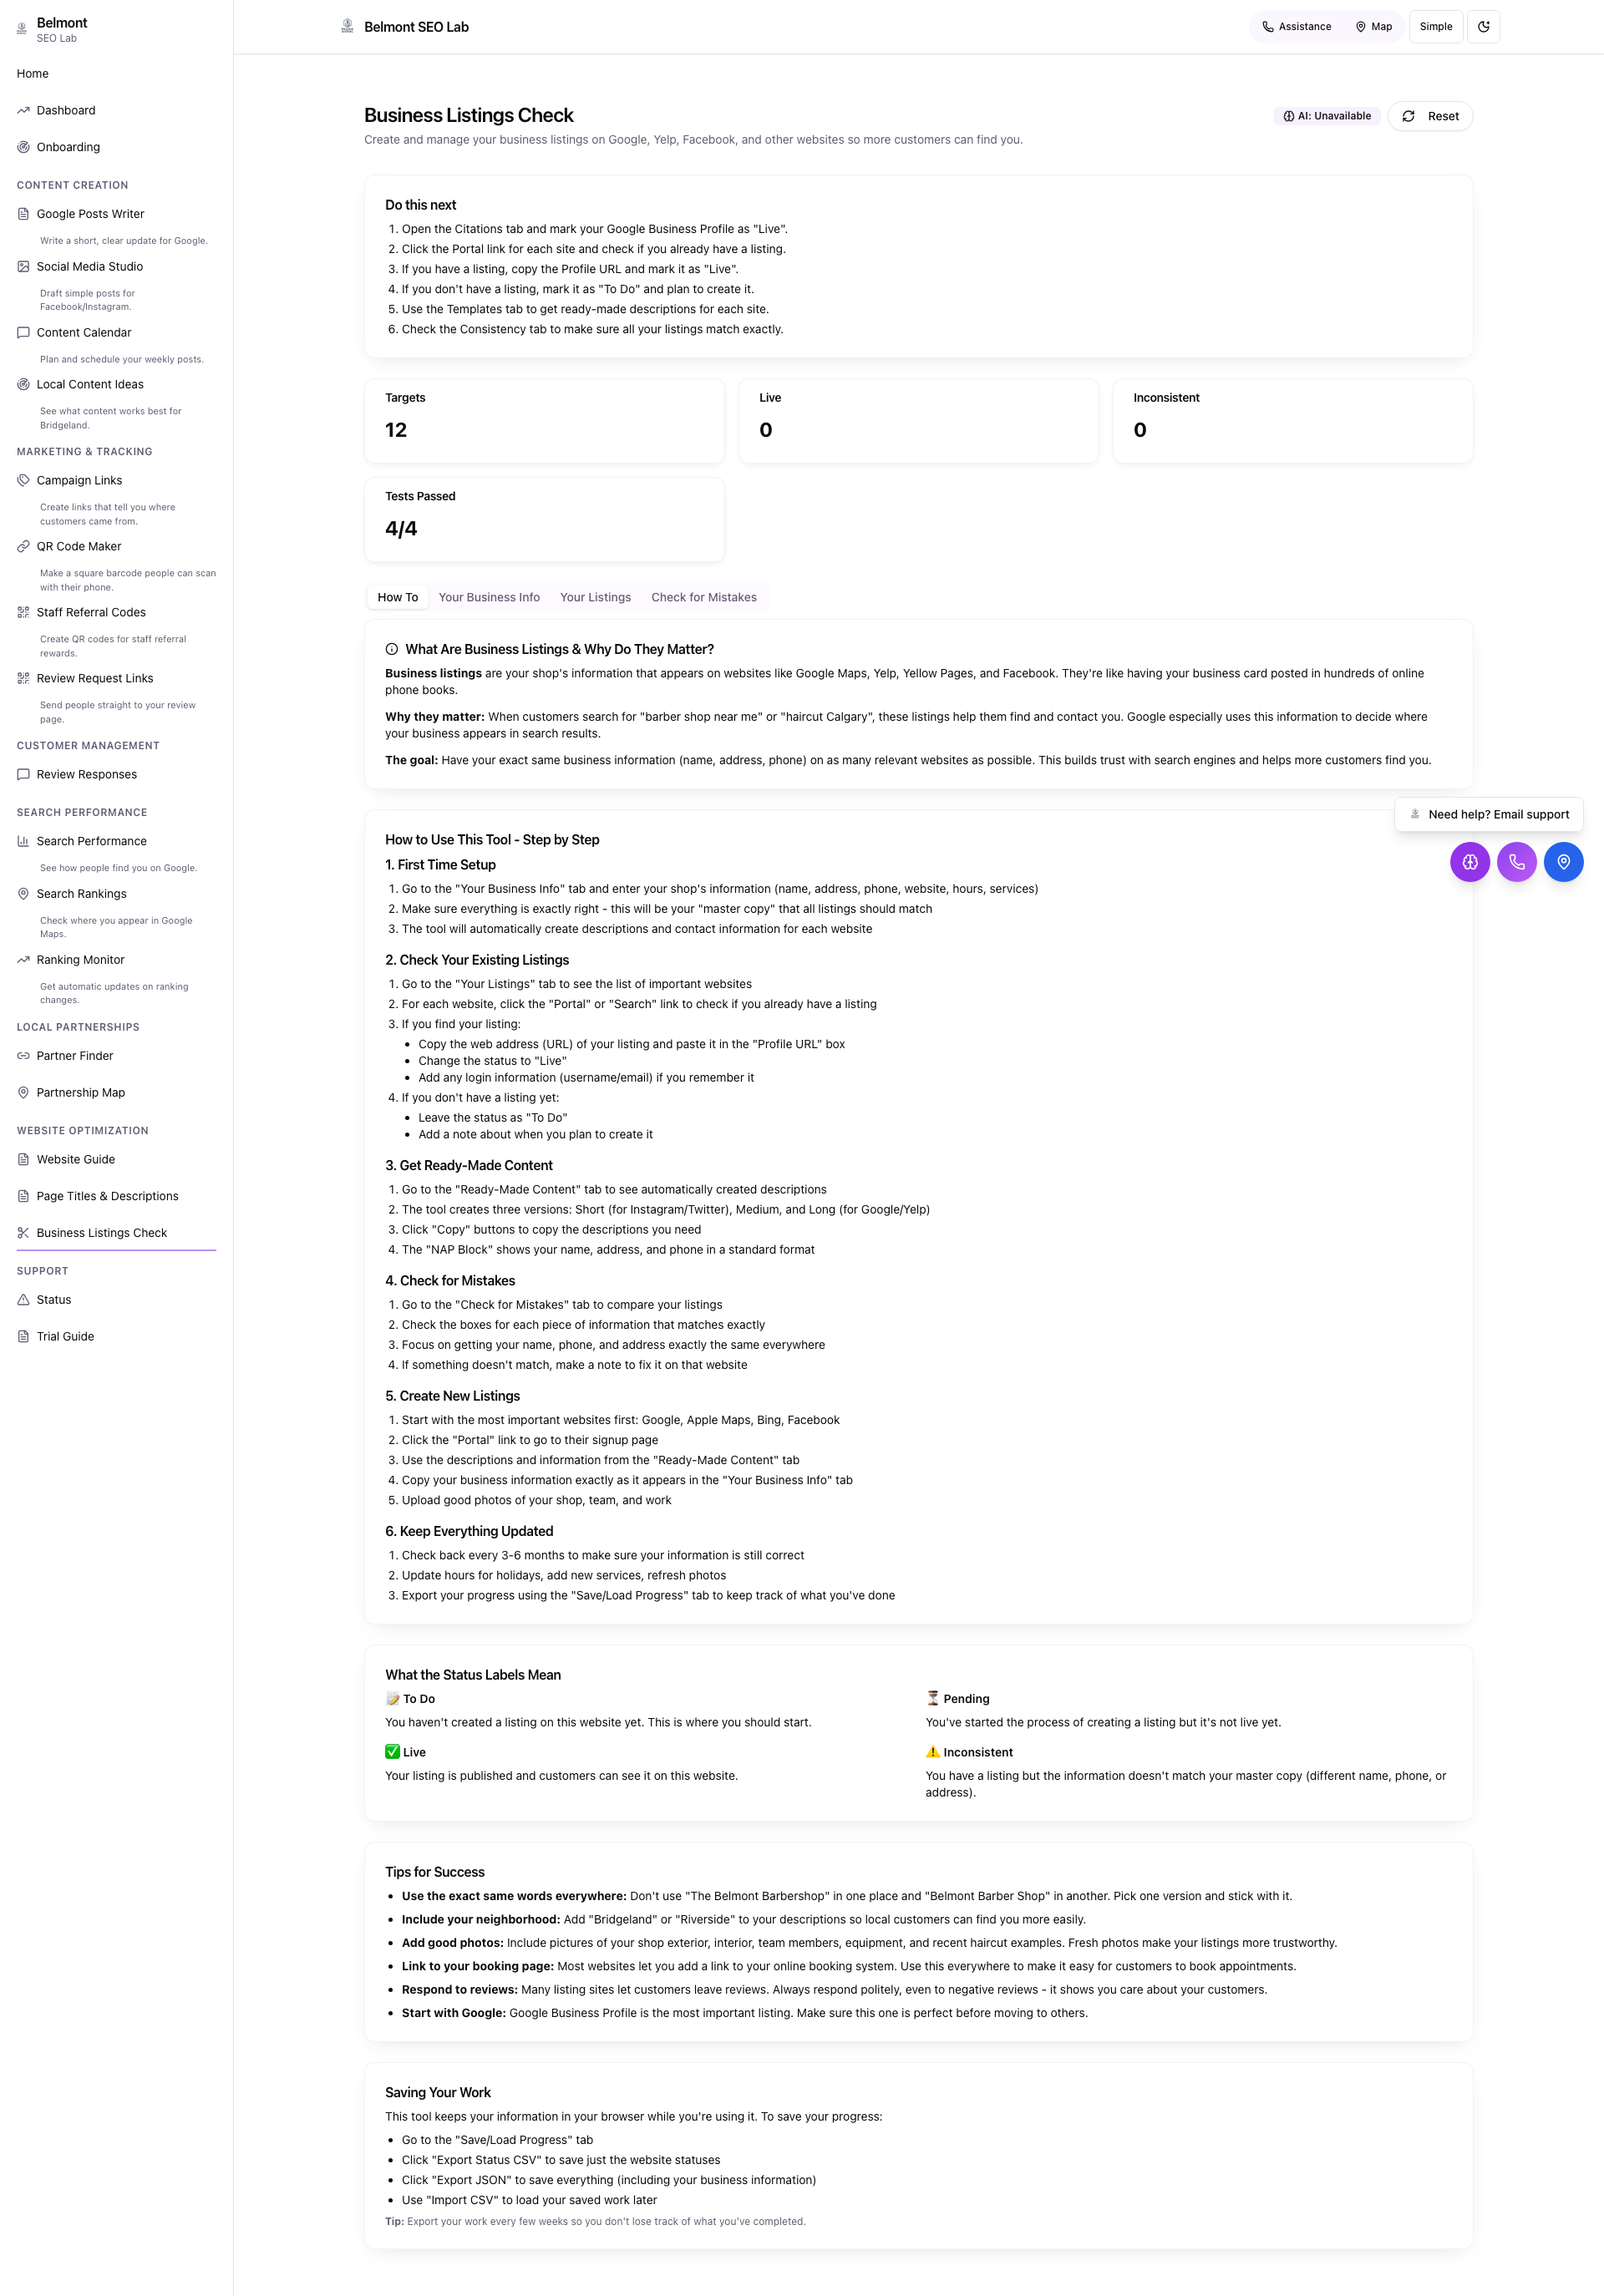 Belmont
SEO Lab
Home
Dashboard
Onboarding
CONTENT CREATION
Google Posts Writer
Write a short, clear update for Google.
Social Media Studio
Draft simple posts for
Facebook/Instagram.
Content Calendar
Plan and schedule your weekly posts.
Local Content Ideas
See what content works best for
Bridgeland.
MARKETING & TRACKING
Campaign Links
Create links that tell you where
customers came from.
QR Code Maker
Make a square barcode people can scan
with their phone.
Staff Referral Codes
Create QR codes for staff referral
rewards.
Review Request Links
Send people straight to your review
page.
CUSTOMER MANAGEMENT
Review Responses
SEARCH PERFORMANCE
Search Performance
See how people find you on Google.
Search Rankings
Check where you appear in Google
Maps.
Ranking Monitor
Get automatic updates on ranking
changes.
LOCAL PARTNERSHIPS
Partner Finder
Partnership Map
WEBSITE OPTIMIZATION
Website Guide
Page Titles & Descriptions
Business Listings Check
SUPPORT
Status
Trial Guide
Belmont SEO Lab
Assistance
Map
Simple
Business Listings Check
AI: Unavailable
Reset
Create and manage your business listings on Google, Yelp, Facebook, and other websites so more customers can find you.
Do this next
1. Open the Citations tab and mark your Google Business Profile as "Live".
2. Click the Portal link for each site and check if you already have a listing.
3. If you have a listing, copy the Profile URL and mark it as "Live".
4. If you don't have a listing, mark it as "To Do" and plan to create it.
5. Use the Templates tab to get ready-made descriptions for each site.
6. Check the Consistency tab to make sure all your listings match exactly.
Targets
12
Live
0
Inconsistent
0
Tests Passed
4/4
How To
Your Business Info
Your Listings
Check for Mistakes
What Are Business Listings & Why Do They Matter?
Business listings are your shop's information that appears on websites like Google Maps, Yelp, Yellow Pages, and Facebook. They're like having your business card posted in hundreds of online
phone books.
Why they matter: When customers search for "barber shop near me" or "haircut Calgary", these listings help them find and contact you. Google especially uses this information to decide where
your business appears in search results.
The goal: Have your exact same business information (name, address, phone) on as many relevant websites as possible. This builds trust with search engines and helps more customers find you.
Need help? Email support
How to Use This Tool - Step by Step
1. First Time Setup
1. Go to the "Your Business Info" tab and enter your shop's information (name, address, phone, website, hours, services)
2. Make sure everything is exactly right - this will be your "master copy" that all listings should match
3. The tool will automatically create descriptions and contact information for each website
2. Check Your Existing Listings
1. Go to the "Your Listings" tab to see the list of important websites
2. For each website, click the "Portal" or "Search" link to check if you already have a listing
3. If you find your listing:
• Copy the web address (URL) of your listing and paste it in the "Profile URL" box
• Change the status to "Live"
• Add any login information (username/email) if you remember it
4. If you don't have a listing yet:
• Leave the status as "To Do"
• Add a note about when you plan to create it
3. Get Ready-Made Content
1. Go to the "Ready-Made Content" tab to see automatically created descriptions
2. The tool creates three versions: Short (for Instagram/Twitter), Medium, and Long (for Google/Yelp)
3. Click "Copy" buttons to copy the descriptions you need
4. The "NAP Block" shows your name, address, and phone in a standard format
4. Check for Mistakes
1. Go to the "Check for Mistakes" tab to compare your listings
2. Check the boxes for each piece of information that matches exactly
3. Focus on getting your name, phone, and address exactly the same everywhere
4. If something doesn't match, make a note to fix it on that website
5. Create New Listings
1. Start with the most important websites first: Google, Apple Maps, Bing, Facebook
2. Click the "Portal" link to go to their signup page
3. Use the descriptions and information from the "Ready-Made Content" tab
4. Copy your business information exactly as it appears in the "Your Business Info" tab
5. Upload good photos of your shop, team, and work
6. Keep Everything Updated
1. Check back every 3-6 months to make sure your information is still correct
2. Update hours for holidays, add new services, refresh photos
3. Export your progress using the "Save/Load Progress" tab to keep track of what you've done
What the Status Labels Mean
📝 To Do
You haven't created a listing on this website yet. This is where you should start.
⏳ Pending
You've started the process of creating a listing but it's not live yet.
✅ Live
Your listing is published and customers can see it on this website.
⚠️ Inconsistent
You have a listing but the information doesn't match your master copy (different name, phone, or
address).
Tips for Success
• Use the exact same words everywhere: Don't use "The Belmont Barbershop" in one place and "Belmont Barber Shop" in another. Pick one version and stick with it.
• Include your neighborhood: Add "Bridgeland" or "Riverside" to your descriptions so local customers can find you more easily.
• Add good photos: Include pictures of your shop exterior, interior, team members, equipment, and recent haircut examples. Fresh photos make your listings more trustworthy.
• Link to your booking page: Most websites let you add a link to your online booking system. Use this everywhere to make it easy for customers to book appointments.
• Respond to reviews: Many listing sites let customers leave reviews. Always respond politely, even to negative reviews - it shows you care about your customers.
• Start with Google: Google Business Profile is the most important listing. Make sure this one is perfect before moving to others.
Saving Your Work
This tool keeps your information in your browser while you're using it. To save your progress:
• Go to the "Save/Load Progress" tab
• Click "Export Status CSV" to save just the website statuses
• Click "Export JSON" to save everything (including your business information)
• Use "Import CSV" to load your saved work later
Tip: Export your work every few weeks so you don't lose track of what you've completed.